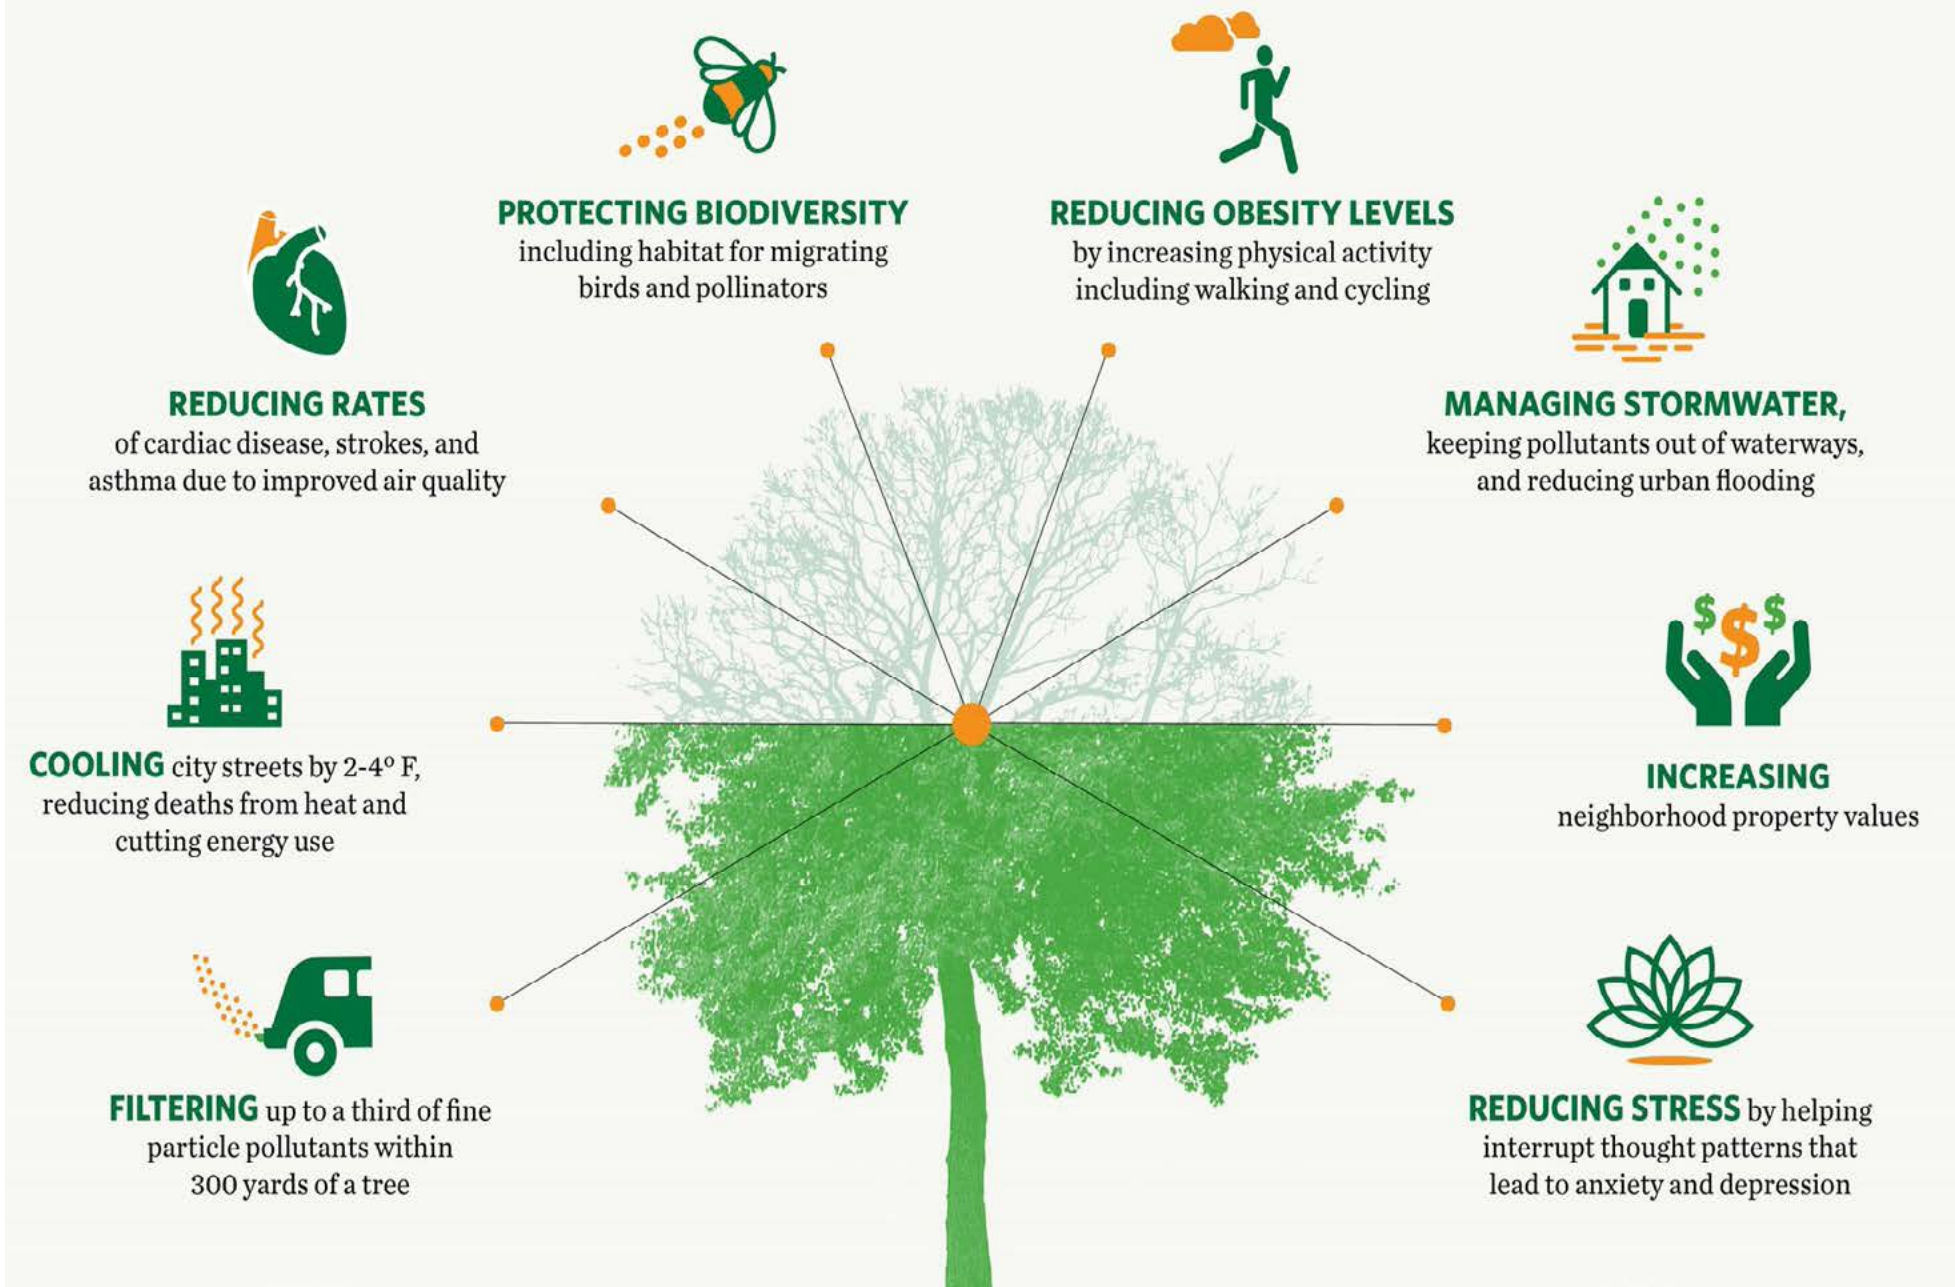 PROTECTING BIODIVERSITY
including habitat for migrating
birds and pollinators
REDUCING OBESITY LEVELS
by increasing physical activity
including walking and cycling
REDUCING RATES
of cardiac disease, strokes, and
asthma due to improved air quality
MANAGING STORMWATER,
keeping pollutants out of waterways,
and reducing urban flooding
COOLING city streets by 2-4º F,
reducing deaths from heat and
cutting energy use
$ $ $
INCREASING
neighborhood property values
FILTERING up to a third of fine
particle pollutants within
300 yards of a tree
REDUCING STRESS by helping
interrupt thought patterns that
lead to anxiety and depression